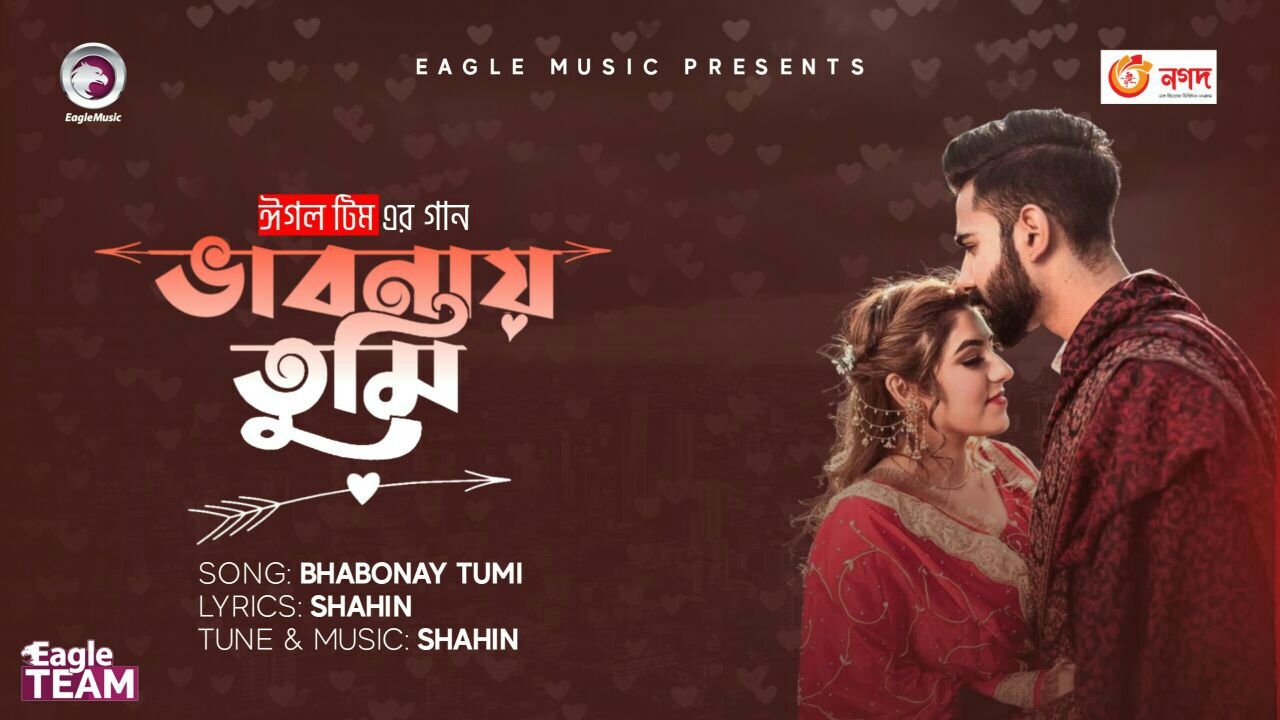 EAGLE MUSIC PRESENTS
EagleMusic
নগদ
ঈগল টিম এর গান
ভাবনায়
তুমি
SONG: BHABONAY TUMI
LYRICS: SHAHIN
TUNE & MUSIC: SHAHIN
Eagle
TEAM